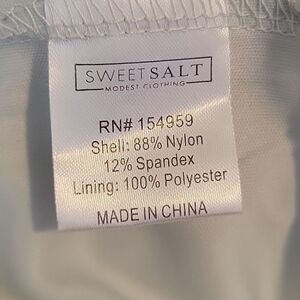 SWEETSALT
MODEST CLOTHING
RN# 154959
Shell: 88% Nylon
12% Spandex
Lining: 100% Polyester
MADE IN CHINA